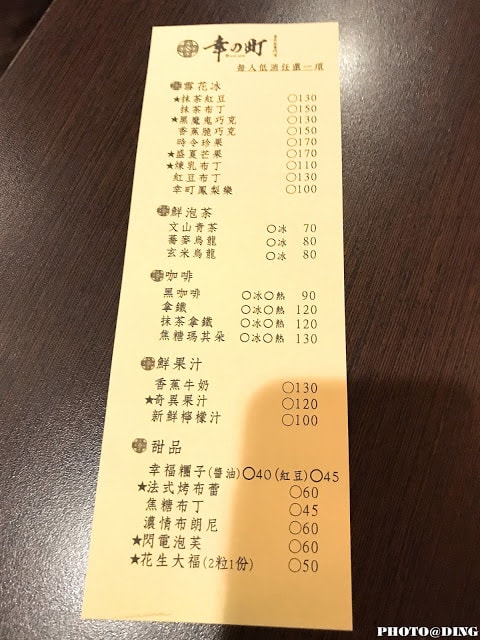 幸の町
每人低消任選一項
雪花冰
★抹茶紅豆 ○130
抹茶布丁 ○150
★黑魔鬼巧克 ○130
香蕉脆巧克 ○150
時令珍果 ○170
★盛夏芒果 ○170
★煉乳布丁 ○110
紅豆布丁 ○130
幸町鳳梨樂 ○100
鮮泡茶
文山青茶 ○冰 70
蕎麥烏龍 ○冰 80
玄米烏龍 ○冰 80
咖啡
黑咖啡 ○冰○熱 90
拿鐵 ○冰○熱 120
抹茶拿鐵 ○冰○熱 120
焦糖瑪其朵 ○冰○熱 130
鮮果汁
香蕉牛奶 ○130
★奇異果汁 ○120
新鮮檸檬汁 ○100
甜品
幸福糰子(醬油)○40(紅豆)○45
★法式烤布蕾 ○60
焦糖布丁 ○45
濃情布朗尼 ○60
★閃電泡芙 ○60
★花生大福(2粒1份) ○50
PHOTO@DING